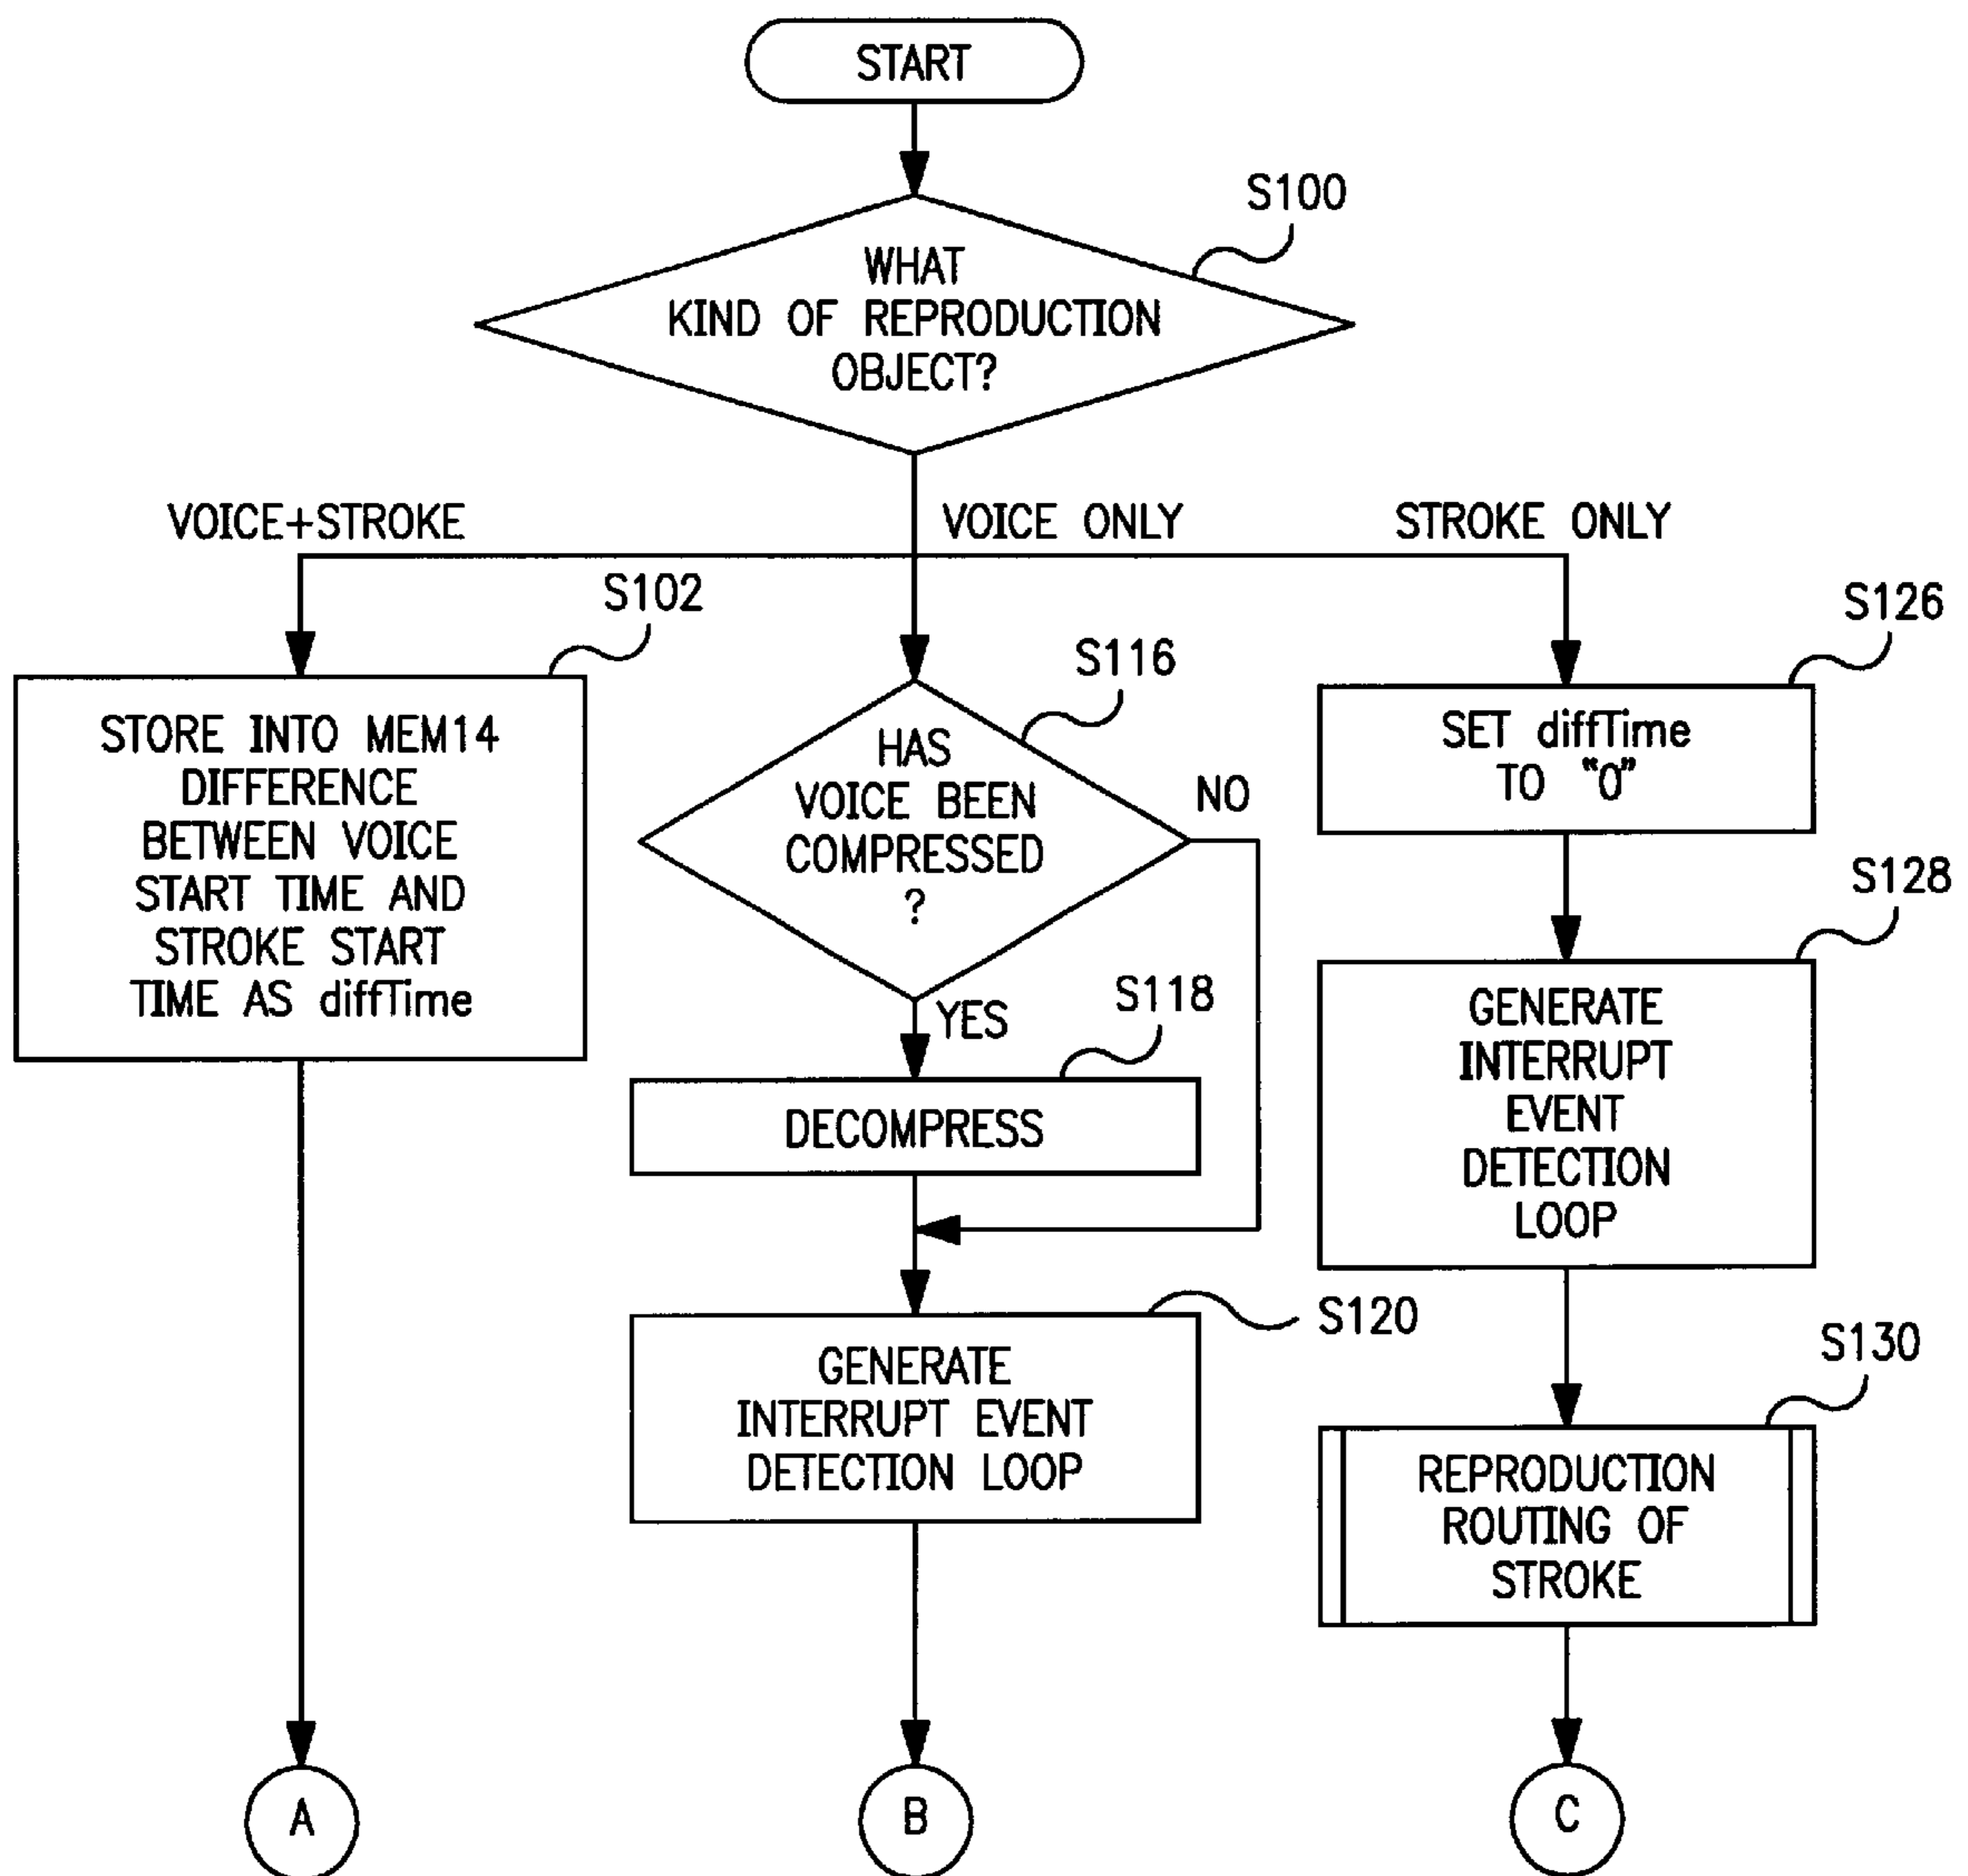 START
S100
WHAT
KIND OF REPRODUCTION
OBJECT?
VOICE+STROKE
VOICE ONLY
STROKE ONLY
S102
STORE INTO MEM14
DIFFERENCE
BETWEEN VOICE
START TIME AND
STROKE START
TIME AS diffTime
S116
HAS
VOICE BEEN
COMPRESSED
?
NO
YES
S118
DECOMPRESS
S120
GENERATE
INTERRUPT EVENT
DETECTION LOOP
S126
SET diffTime
TO “0”
S128
GENERATE
INTERRUPT
EVENT
DETECTION
LOOP
S130
REPRODUCTION
ROUTING OF
STROKE
A
B
C